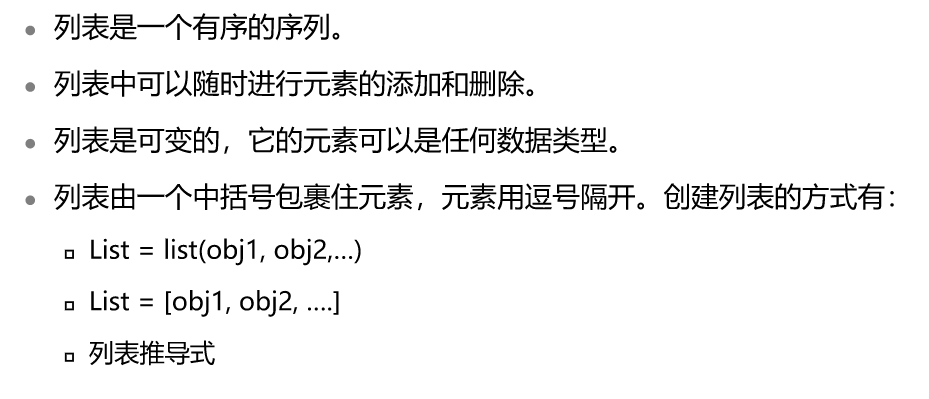 列表是一个有序的序列。
列表中可以随时进行元素的添加和删除。
列表是可变的，它的元素可以是任何数据类型。
列表由一个中括号包裹住元素，元素用逗号隔开。创建列表的方式有：
List = list(obj1, obj2,...)
List = [obj1, obj2, ....]
列表推导式